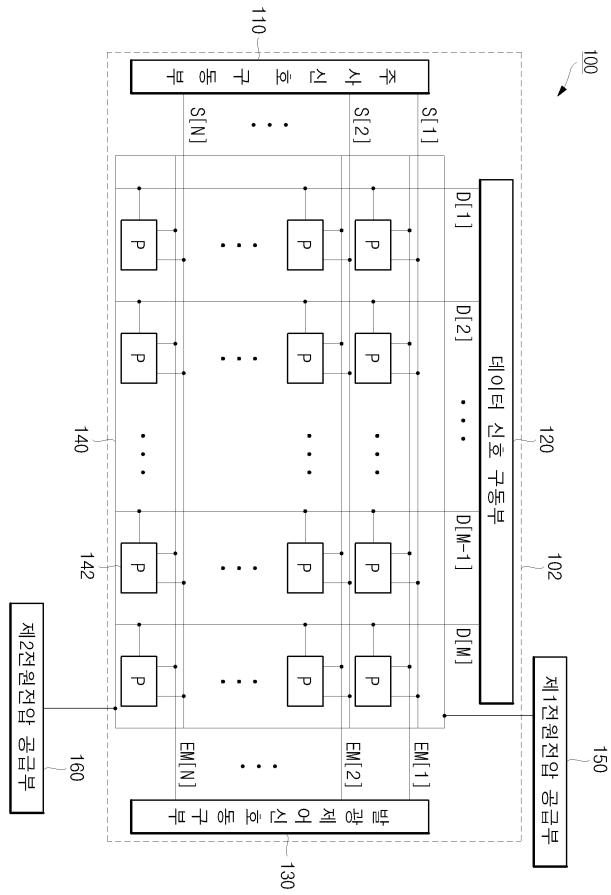 100
150
120
102
제1전원전압 공급부
데이터 신호 구동부
D[1] D[2] ••• D[M-1] D[M]
110
주사신호구동부
S[1]
S[2]
S[N]
P P ••• P P
P P ••• P P
P P ••• P P
EM[1]
EM[2]
EM[N]
발광제어신호구동부
130
140
142
160
제2전원전압 공급부